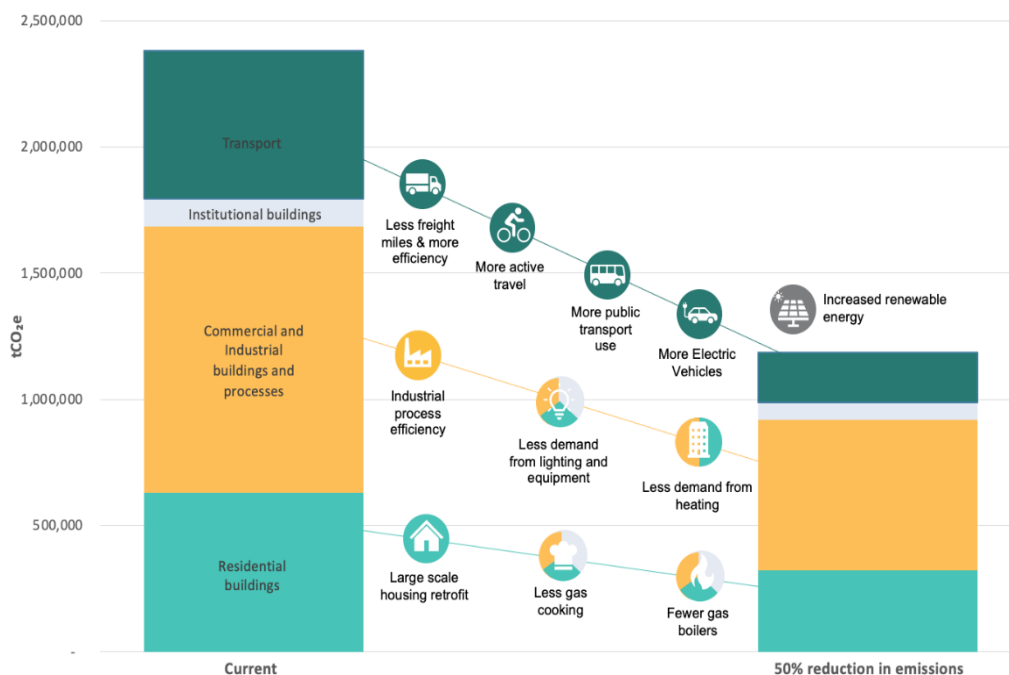 2,500,000
2,000,000
1,500,000
1,000,000
500,000
-
tCO₂e
Transport
Institutional buildings
Commercial and
Industrial
buildings and
processes
Residential
buildings
Less freight
miles & more
efficiency
More active
travel
More public
transport
use
More Electric
Vehicles
Increased renewable
energy
Industrial
process
efficiency
Less demand
from lighting and
equipment
Less demand from
heating
Large scale
housing retrofit
Less gas
cooking
Fewer gas
boilers
Current
50% reduction in emissions